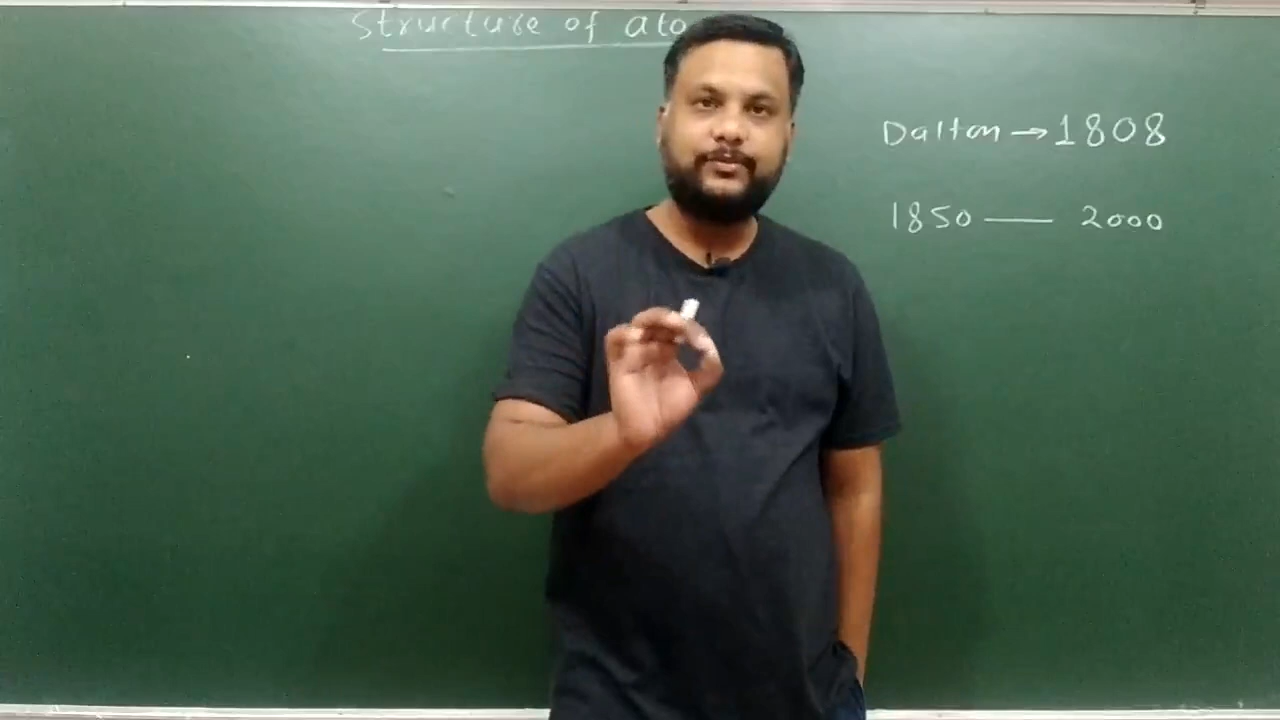 Structure of ato
Dalton → 1808
1850 — 2000